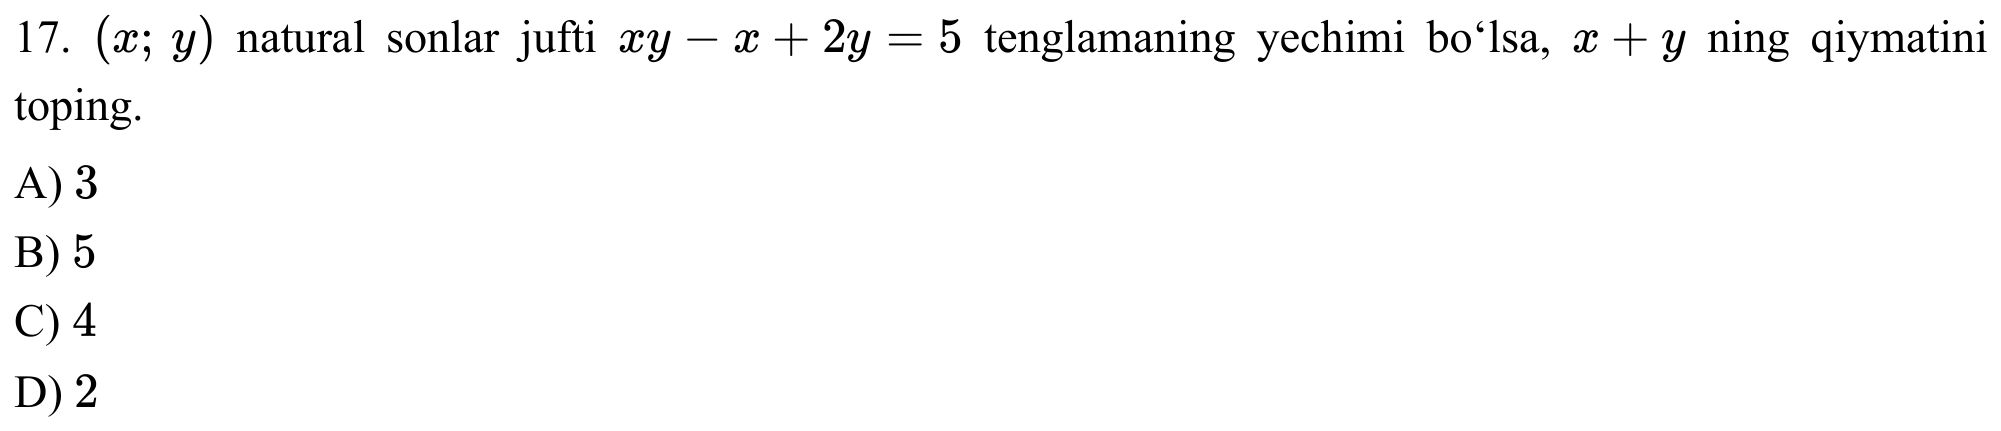 17. (x; y) natural sonlar jufti xy − x + 2y = 5 tenglamaning yechimi bo‘lsa, x + y ning qiymatini
toping.
A) 3
B) 5
C) 4
D) 2